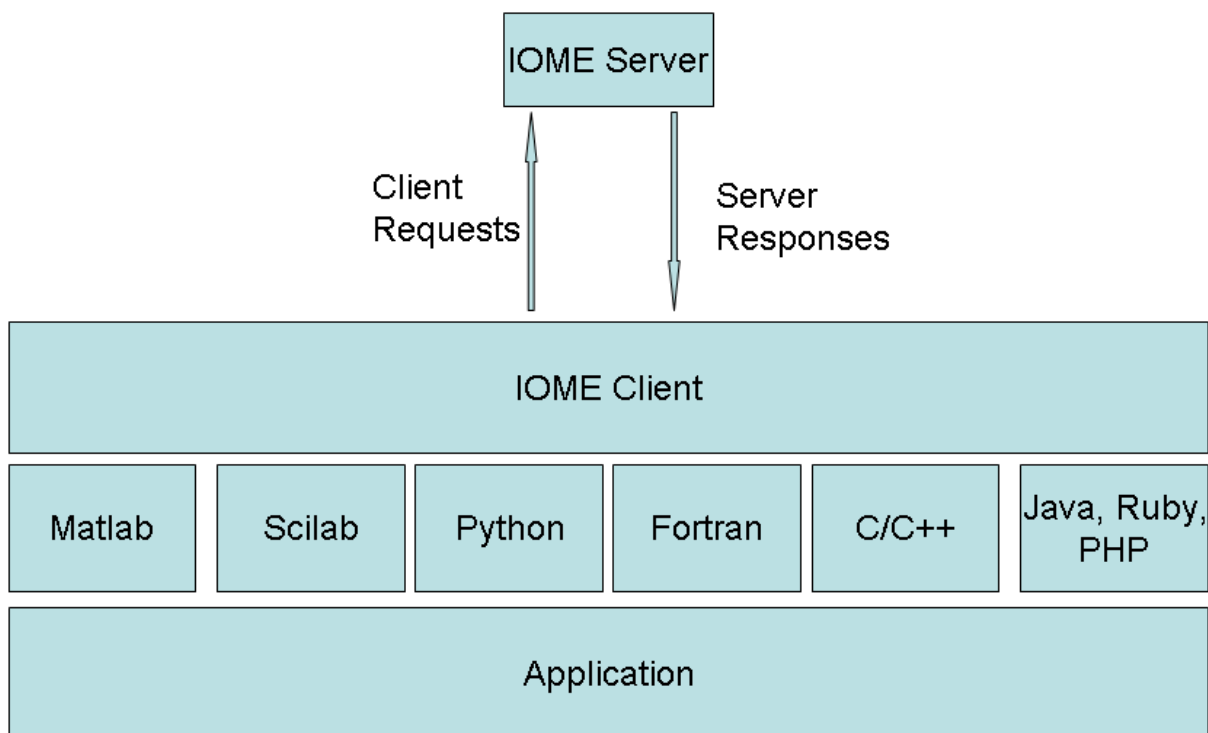 IOME Server
Client
Requests
Server
Responses
IOME Client
Matlab
Scilab
Python
Fortran
C/C++
Java, Ruby,
PHP
Application